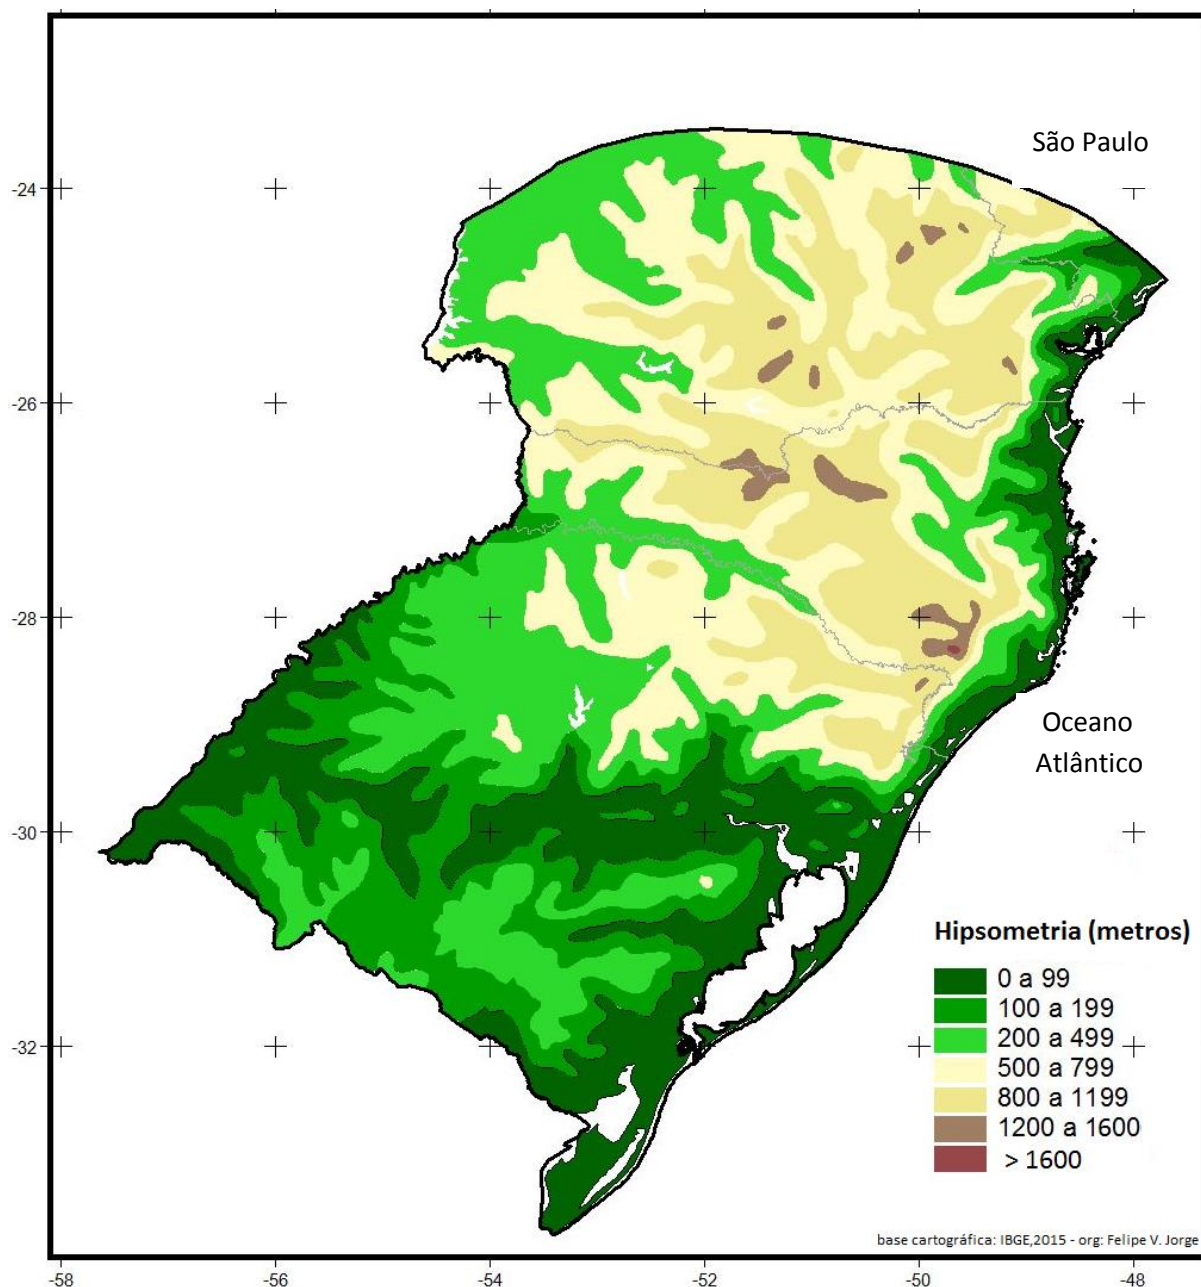 São Paulo
-24
-26
-28
Oceano
Atlântico
-30
Hipsometria (metros)
0 a 99
100 a 199
200 a 499
-32
500 a 799
800 a 1199
1200 a 1600
> 1600
base cartográfica: IBGE,2015 - org: Felipe V. Jorge
-58 -56 -54 -52 -50 -48